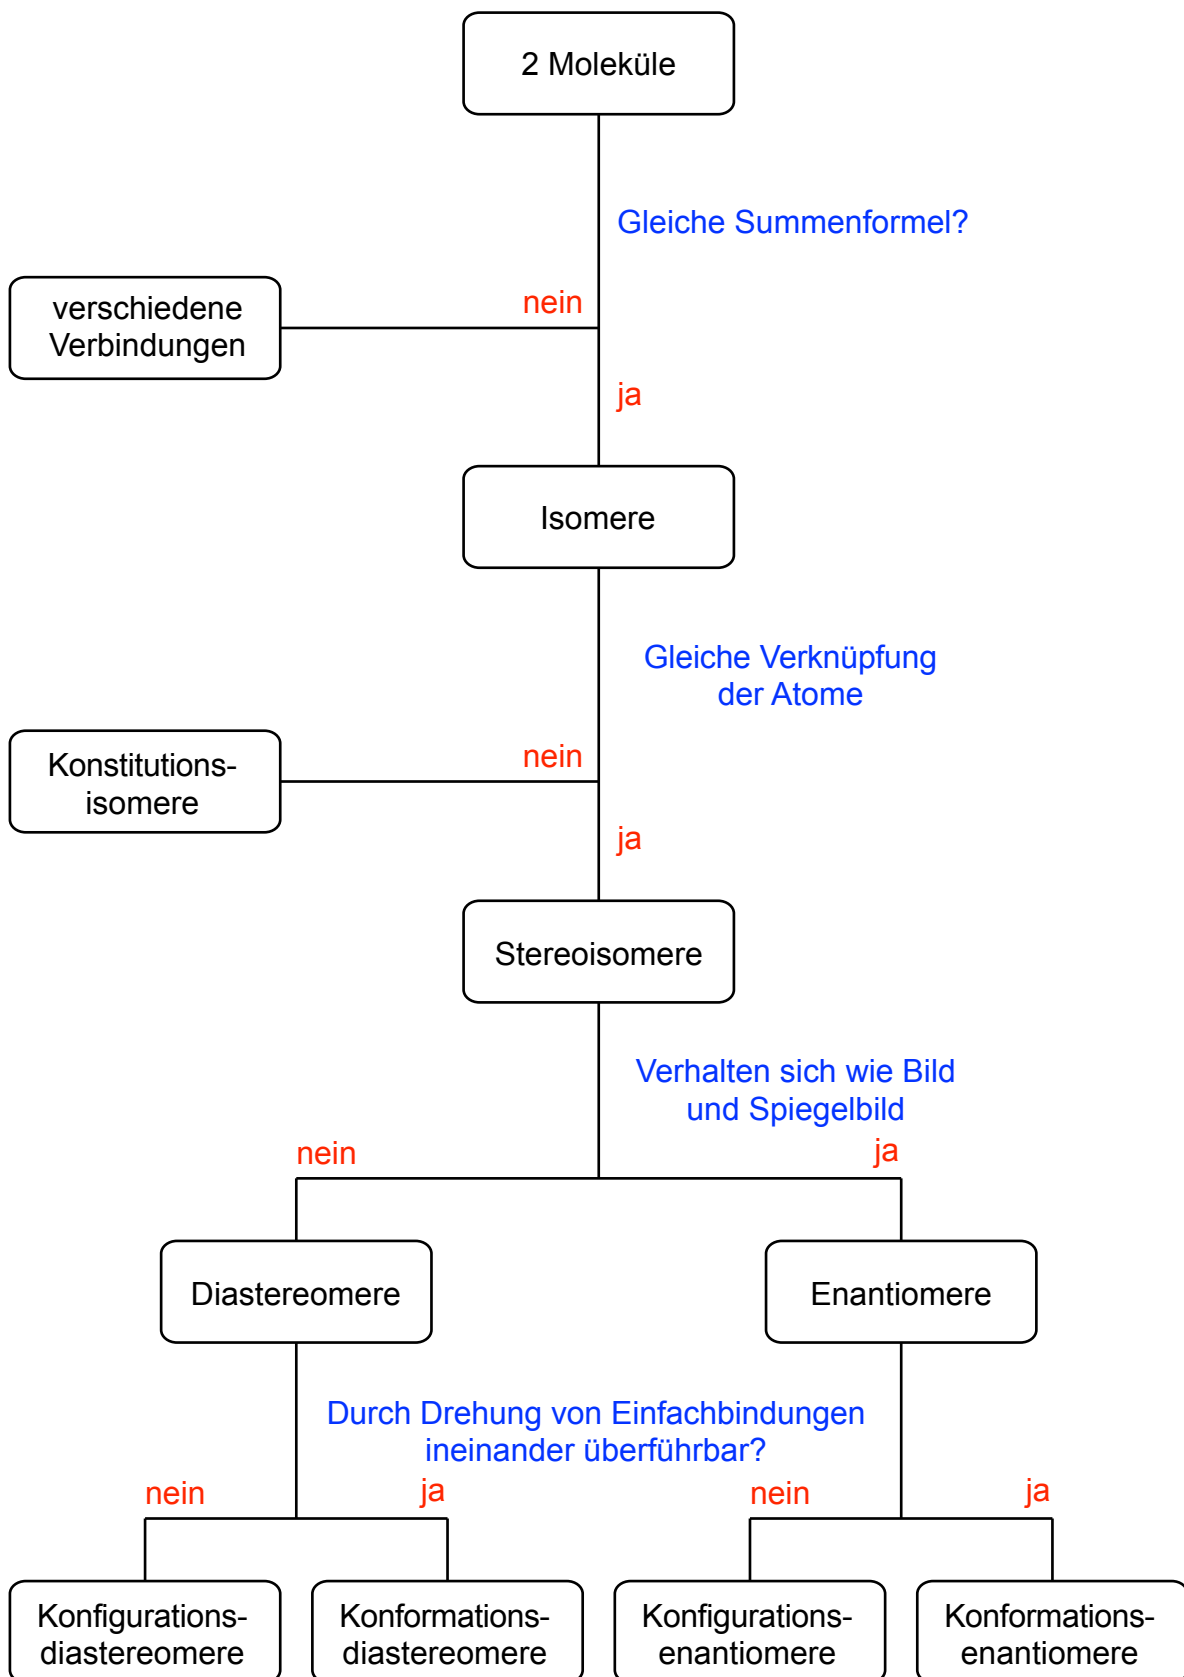 2 Moleküle
Gleiche Summenformel?
nein
verschiedene
Verbindungen
ja
Isomere
Gleiche Verknüpfung
der Atome
nein
Konstitutions-
isomere
ja
Stereoisomere
Verhalten sich wie Bild
und Spiegelbild
nein
ja
Diastereomere
Enantiomere
Durch Drehung von Einfachbindungen
ineinander überführbar?
nein
ja
nein
ja
Konfigurations-
diastereomere
Konformations-
diastereomere
Konfigurations-
enantiomere
Konformations-
enantiomere